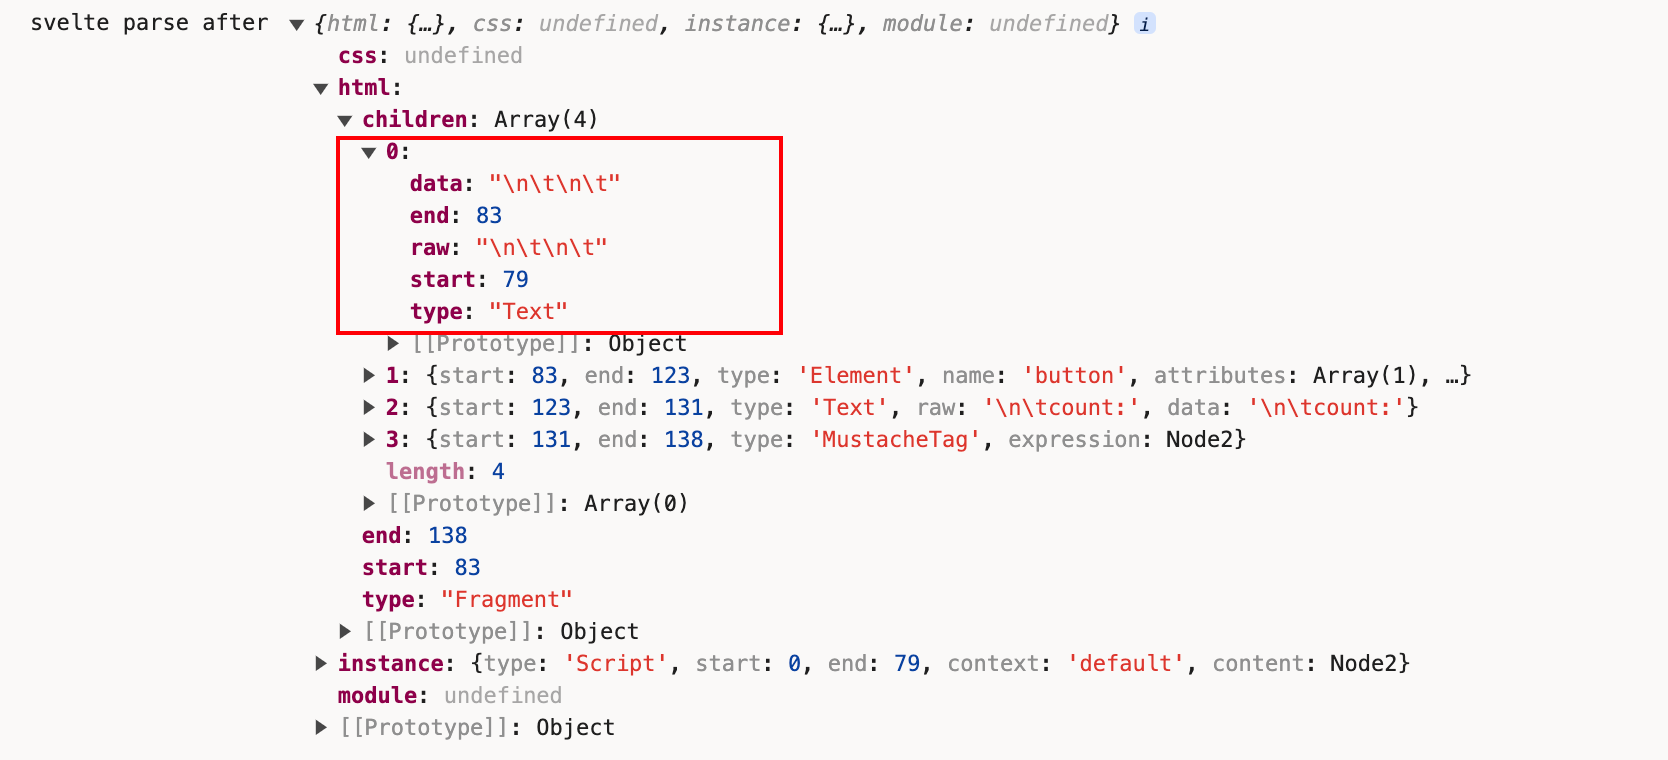 svelte parse after ▼ {html: {…}, css: undefined, instance: {…}, module: undefined} i
css: undefined
▼ html:
▼ children: Array(4)
▼ 0:
data: "\n\t\n\t"
end: 83
raw: "\n\t\n\t"
start: 79
type: "Text"
▶ [[Prototype]]: Object
▶ 1: {start: 83, end: 123, type: 'Element', name: 'button', attributes: Array(1), …}
▶ 2: {start: 123, end: 131, type: 'Text', raw: '\n\tcount:', data: '\n\tcount:'}
▶ 3: {start: 131, end: 138, type: 'MustacheTag', expression: Node2}
length: 4
▶ [[Prototype]]: Array(0)
end: 138
start: 83
type: "Fragment"
▶ [[Prototype]]: Object
▶ instance: {type: 'Script', start: 0, end: 79, context: 'default', content: Node2}
module: undefined
▶ [[Prototype]]: Object